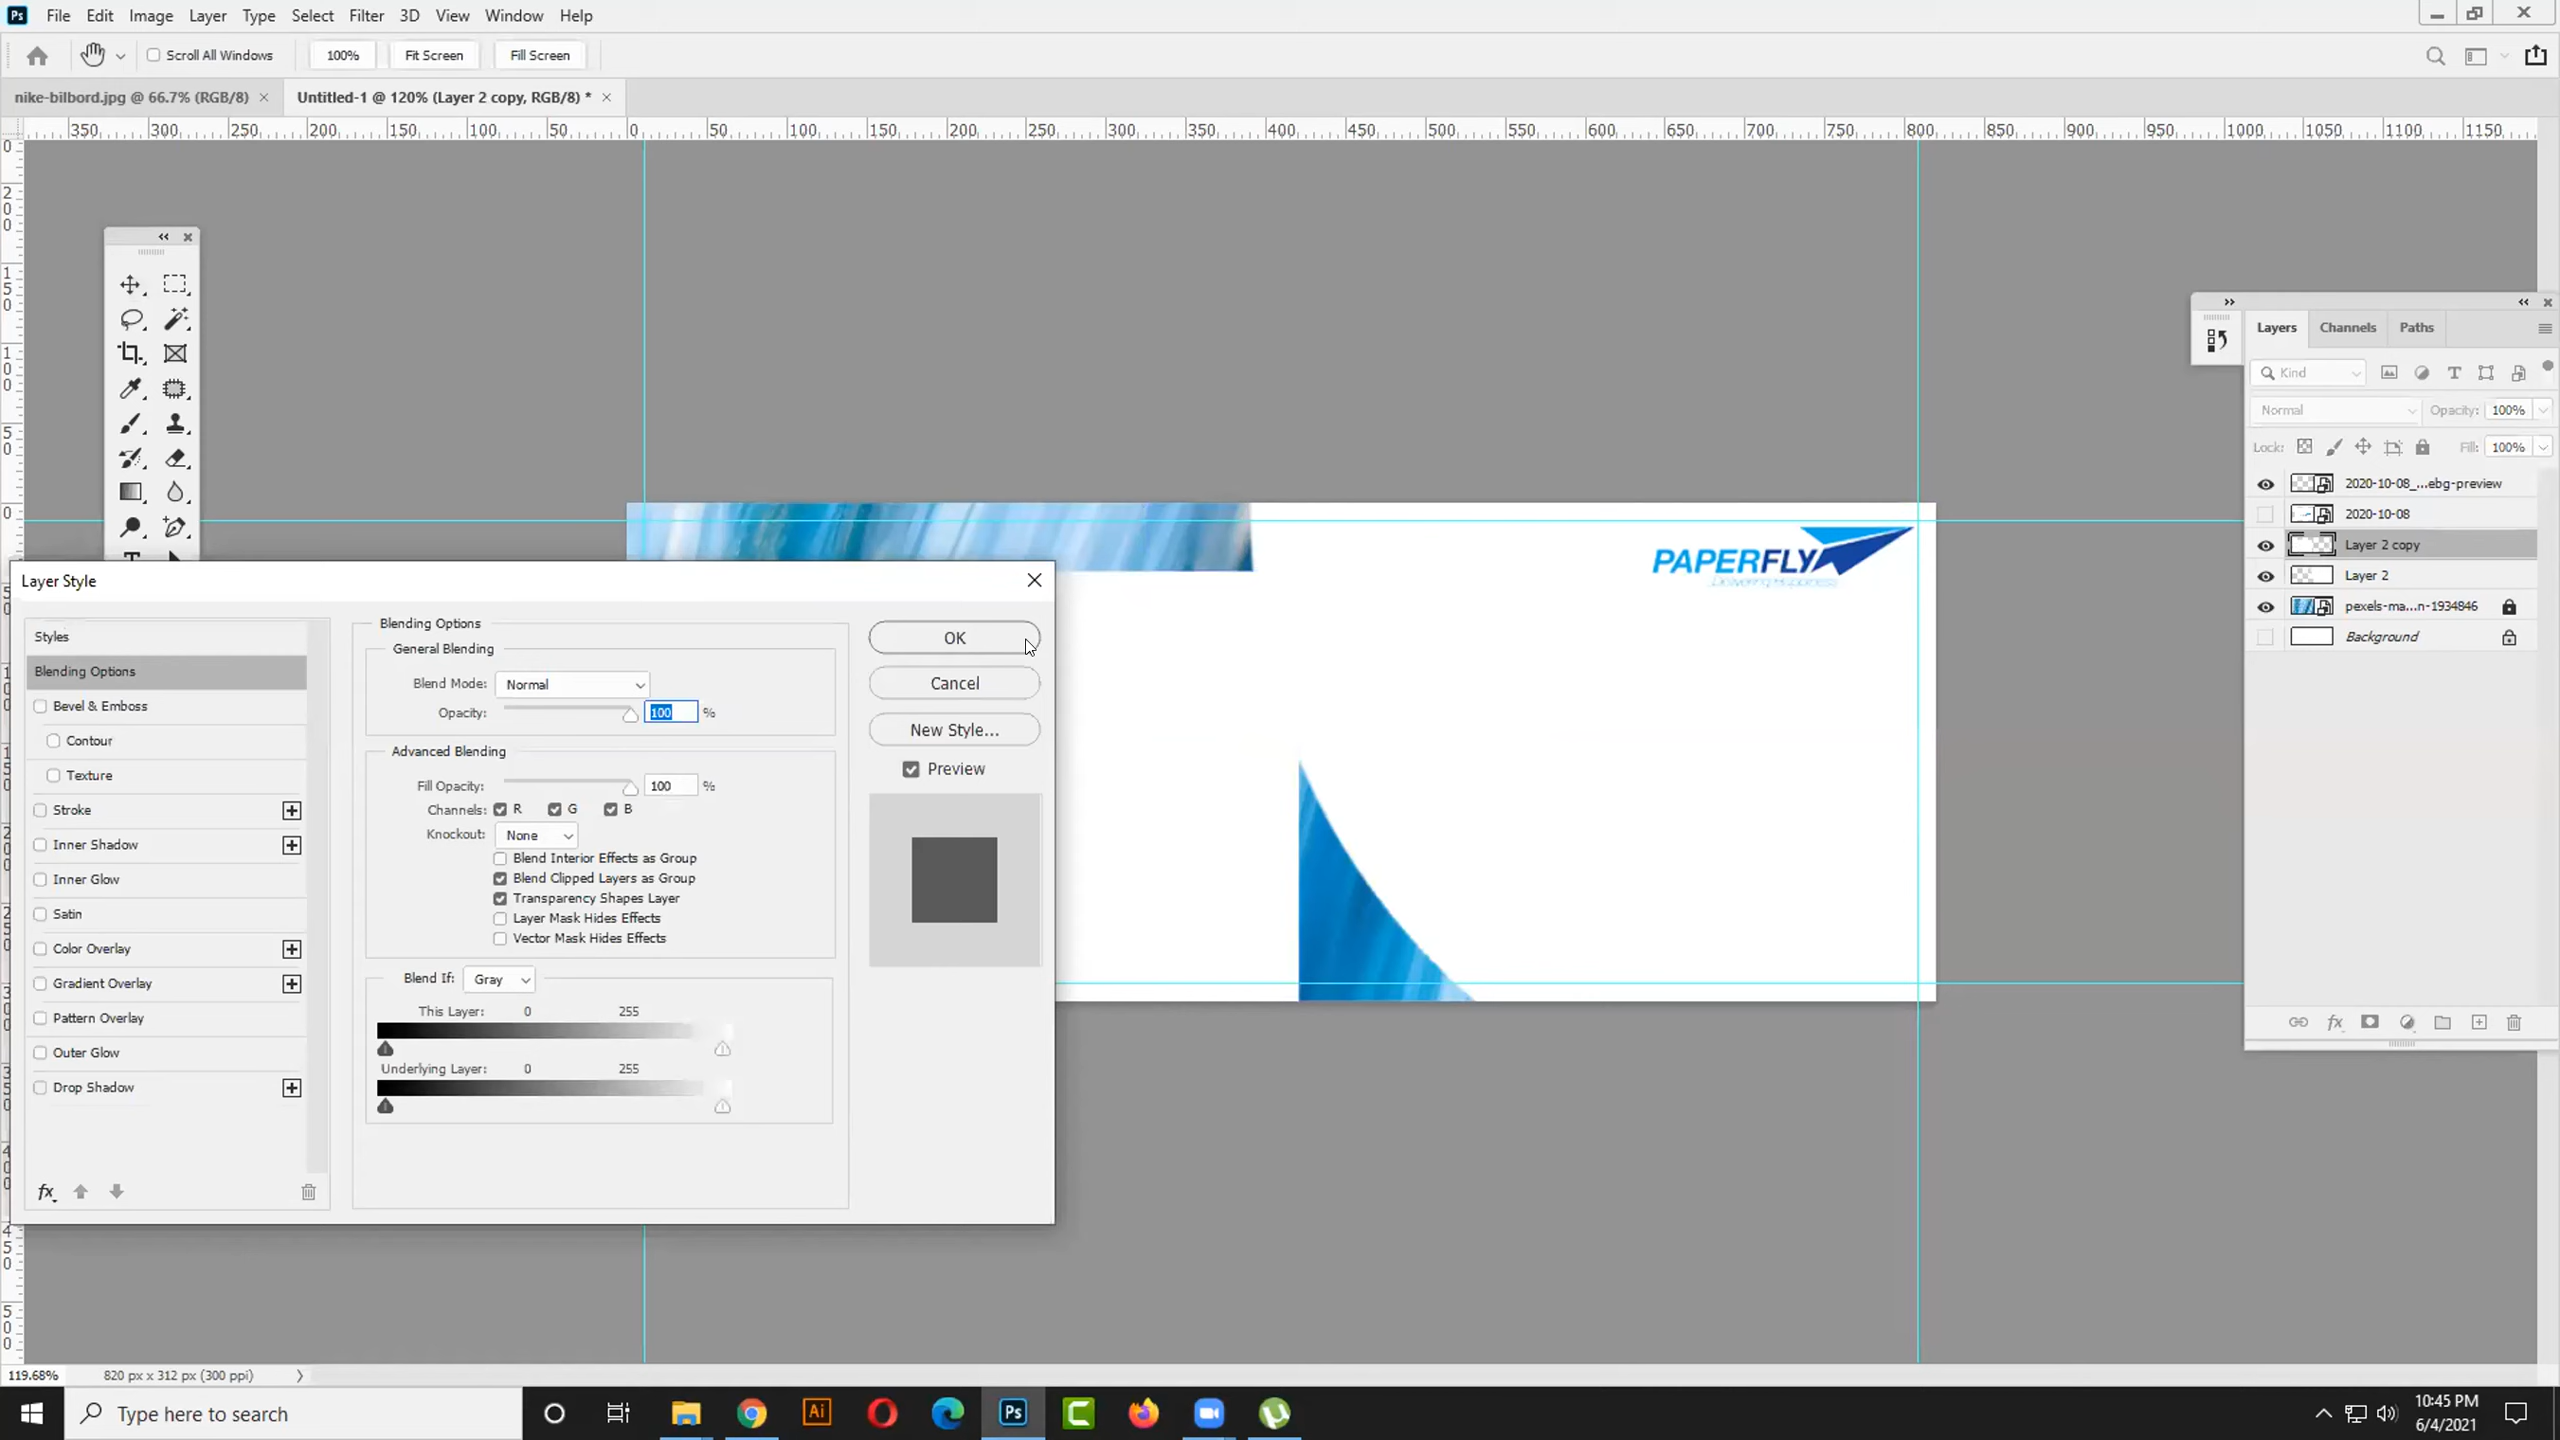 Ps File Edit Image Layer Type Select Filter 3D View Window Help
Scroll All Windows 100% Fit Screen Fill Screen
nike-bilbord.jpg @ 66.7% (RGB/8) × Untitled-1 @ 120% (Layer 2 copy, RGB/8) * ×
350 300 250 200 150 100 50 0 50 100 150 200 250 300 350 400 450 500 550 600 650 700 750 800 850 900 950 1000 1050 1100 1150
PAPERFLY
Delivering Happiness
Layer Style
Styles
Blending Options
Bevel & Emboss
Contour
Texture
Stroke
Inner Shadow
Inner Glow
Satin
Color Overlay
Gradient Overlay
Pattern Overlay
Outer Glow
Drop Shadow
fx
Blending Options
General Blending
Blend Mode: Normal
Opacity: 100 %
Advanced Blending
Fill Opacity: 100 %
Channels: R G B
Knockout: None
Blend Interior Effects as Group
Blend Clipped Layers as Group
Transparency Shapes Layer
Layer Mask Hides Effects
Vector Mask Hides Effects
Blend If: Gray
This Layer: 0 255
Underlying Layer: 0 255
OK
Cancel
New Style...
Preview
Layers Channels Paths
Kind
Normal Opacity: 100%
Lock: Fill: 100%
2020-10-08_...ebg-preview
2020-10-08
Layer 2 copy
Layer 2
pexels-ma...n-1934846
Background
fx
119.68% 820 px x 312 px (300 ppi)
Type here to search
Ai
Ps
10:45 PM
6/4/2021